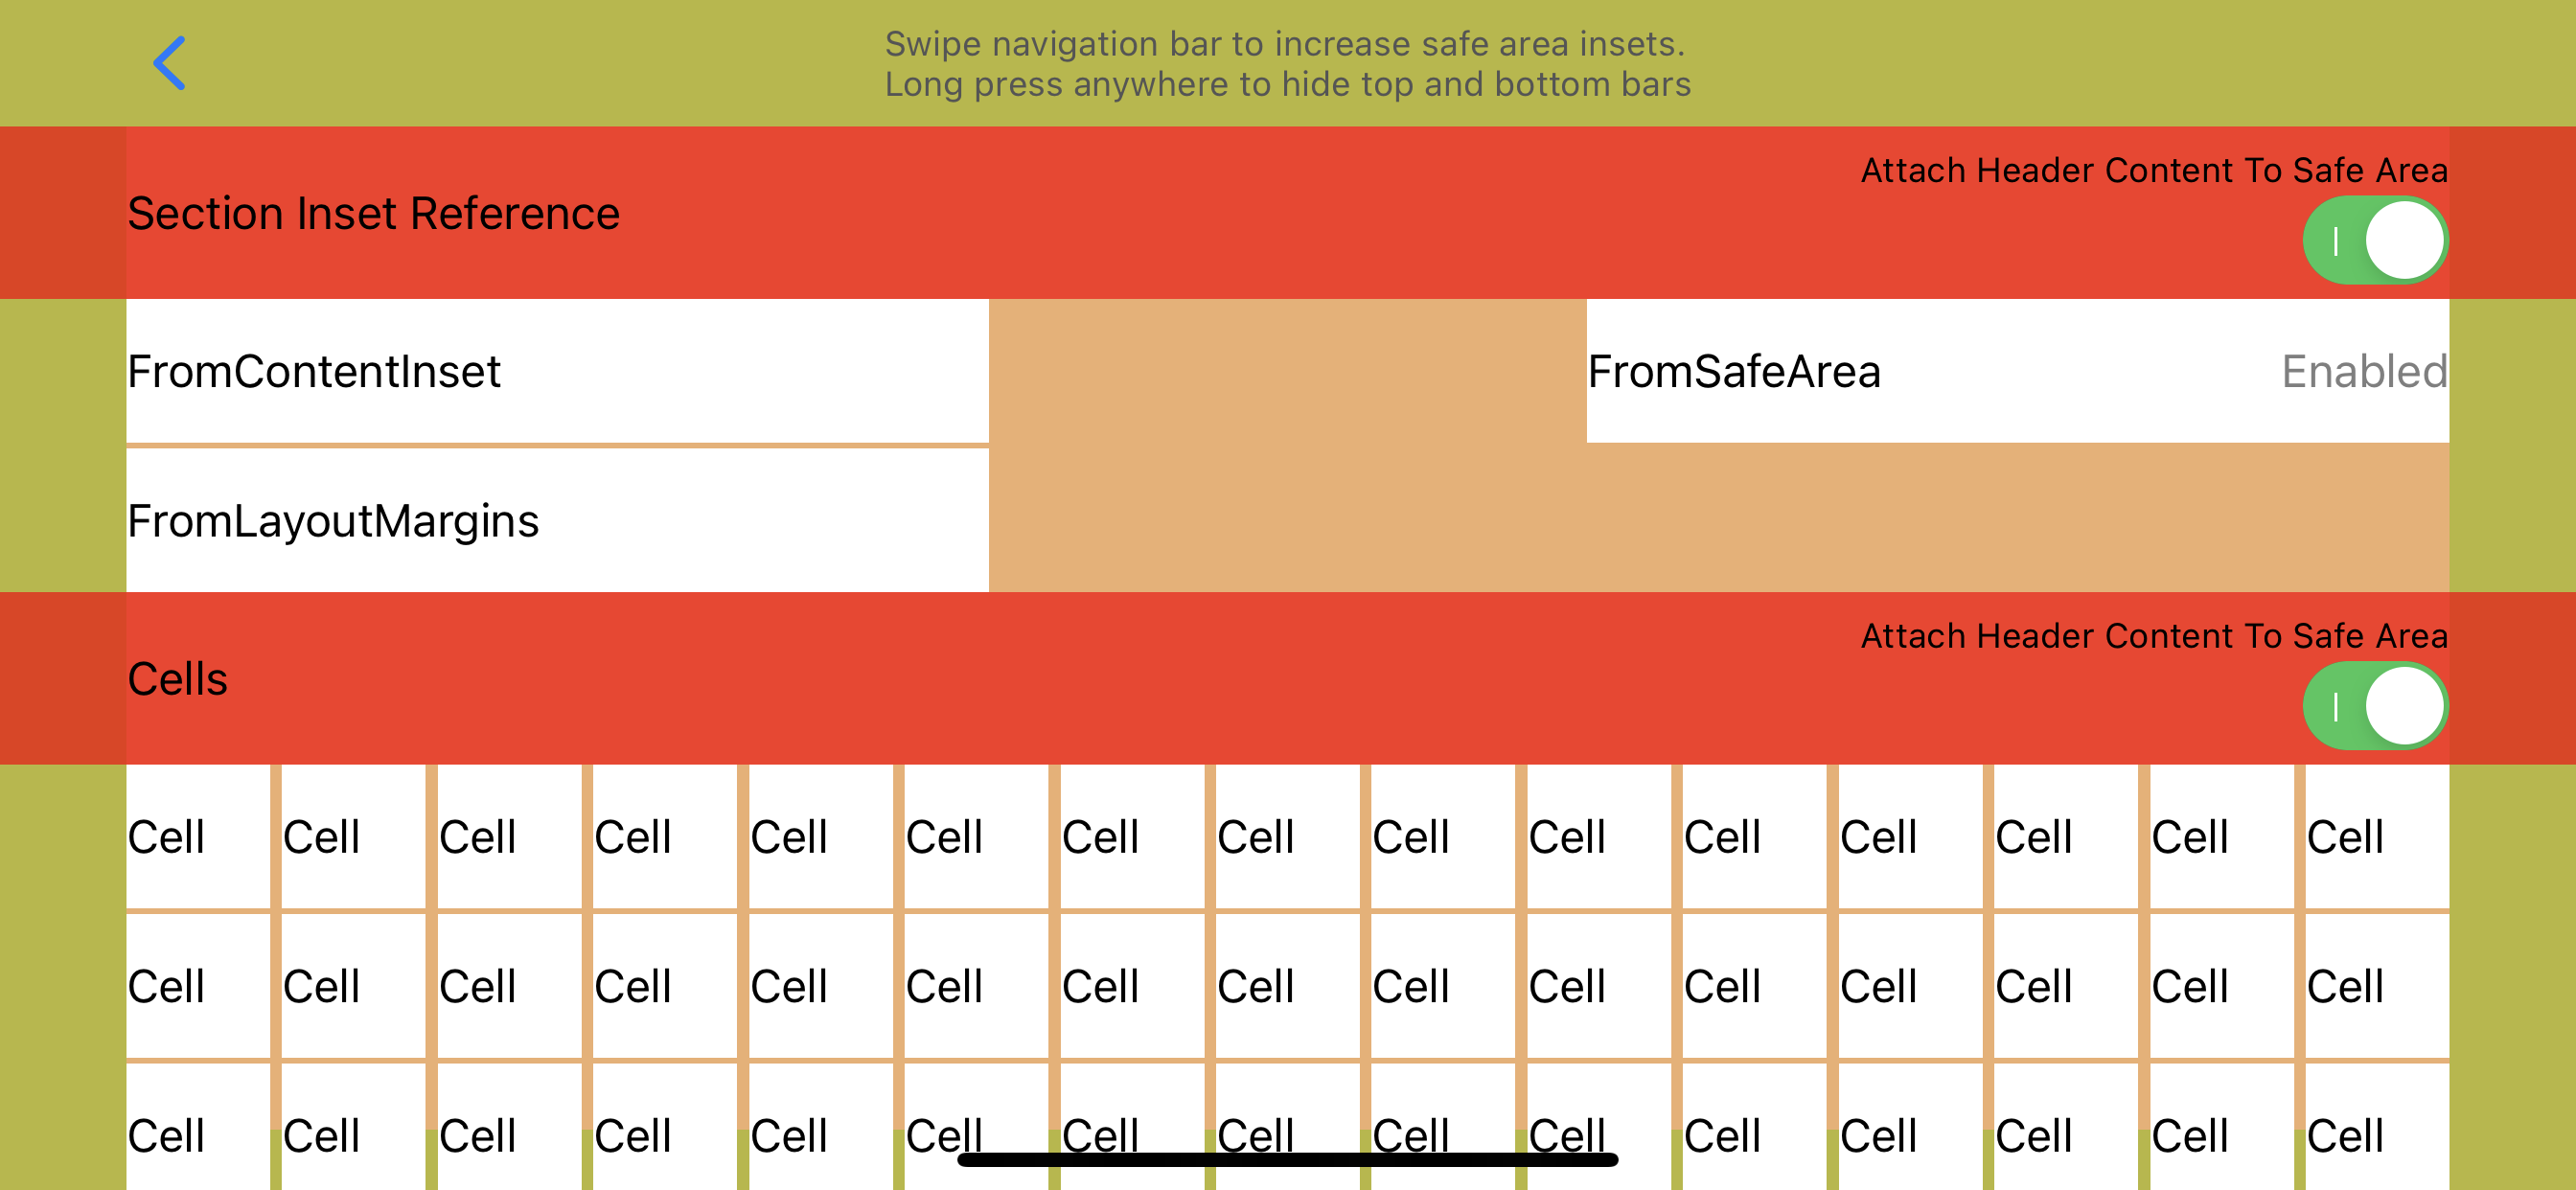 Swipe navigation bar to increase safe area insets.
Long press anywhere to hide top and bottom bars
Attach Header Content To Safe Area
Section Inset Reference
FromContentInset FromSafeArea Enabled
FromLayoutMargins
Attach Header Content To Safe Area
Cells
Cell Cell Cell Cell Cell Cell Cell Cell Cell Cell Cell Cell Cell Cell Cell
Cell Cell Cell Cell Cell Cell Cell Cell Cell Cell Cell Cell Cell Cell Cell
Cell Cell Cell Cell Cell Cell Cell Cell Cell Cell Cell Cell Cell Cell Cell